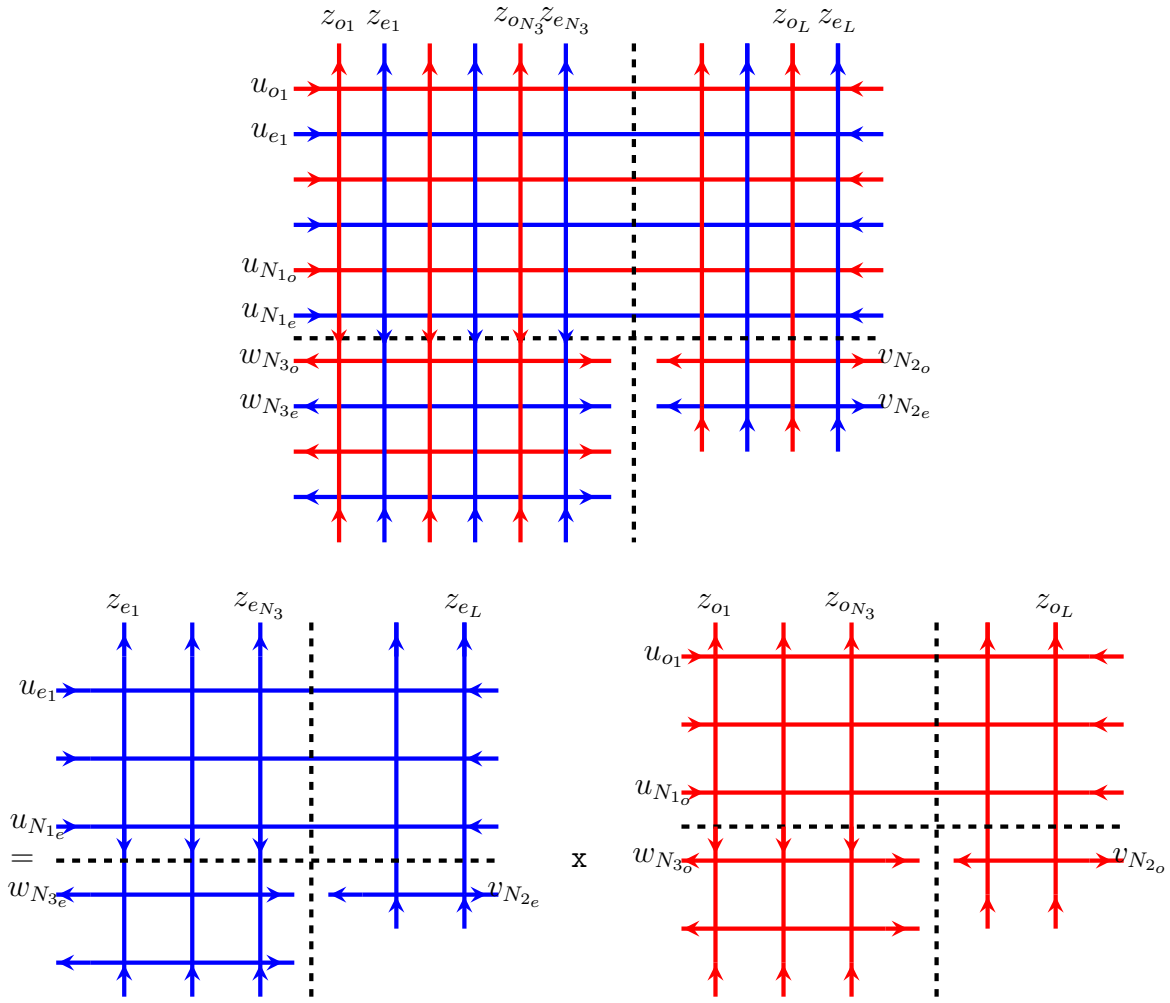 z_{o_1} z_{e_1} z_{o_{N_3}} z_{e_{N_3}} z_{o_L} z_{e_L}
u_{o_1}
u_{e_1}
u_{N_{1_o}}
u_{N_{1_e}}
w_{N_{3_o}} v_{N_{2_o}}
w_{N_{3_e}} v_{N_{2_e}}
z_{e_1} z_{e_{N_3}} z_{e_L} z_{o_1} z_{o_{N_3}} z_{o_L}
u_{o_1}
u_{e_1}
u_{N_{1_o}}
u_{N_{1_e}}
= x w_{N_{3_o}} v_{N_{2_o}}
w_{N_{3_e}} v_{N_{2_e}}